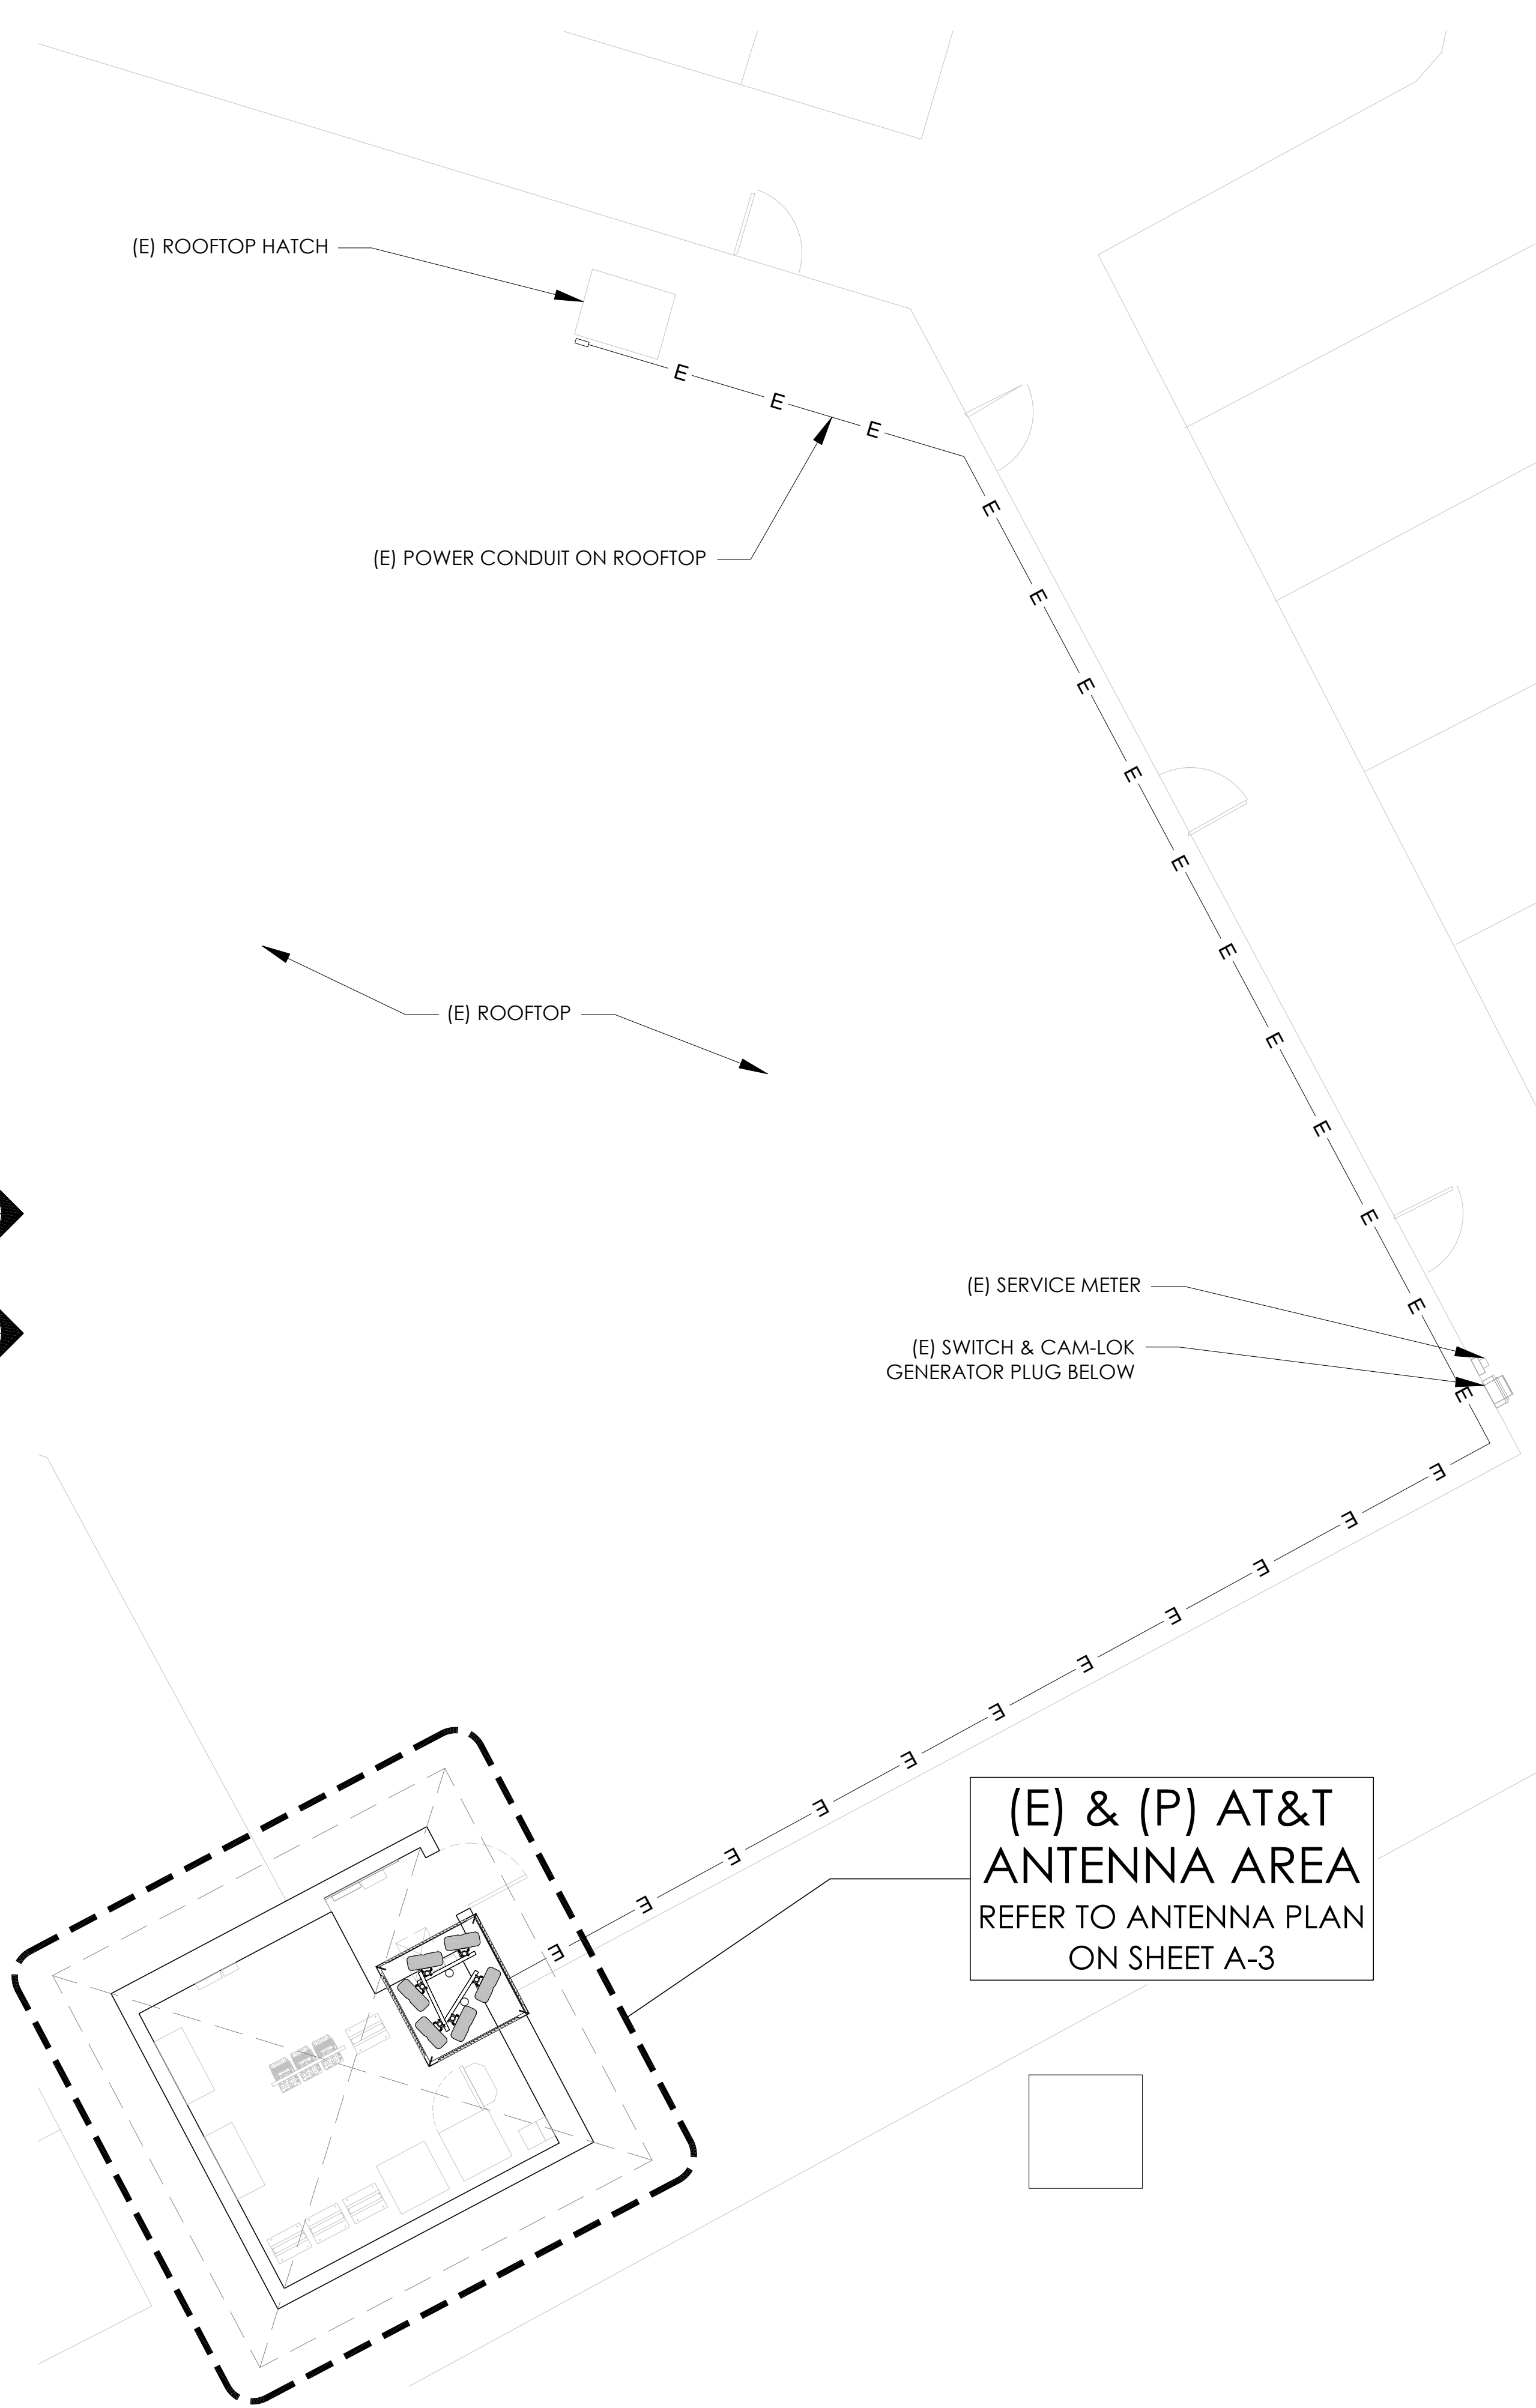 (E) ROOFTOP HATCH
E
E
E
(E) POWER CONDUIT ON ROOFTOP
E
E
E
E
E
E
E
E
E
E
E
(E) ROOFTOP
(E) SERVICE METER
(E) SWITCH & CAM-LOK
GENERATOR PLUG BELOW
E
E
E
E
E
E
E
E
E
E
E
(E) & (P) AT&T
ANTENNA AREA
REFER TO ANTENNA PLAN
ON SHEET A-3